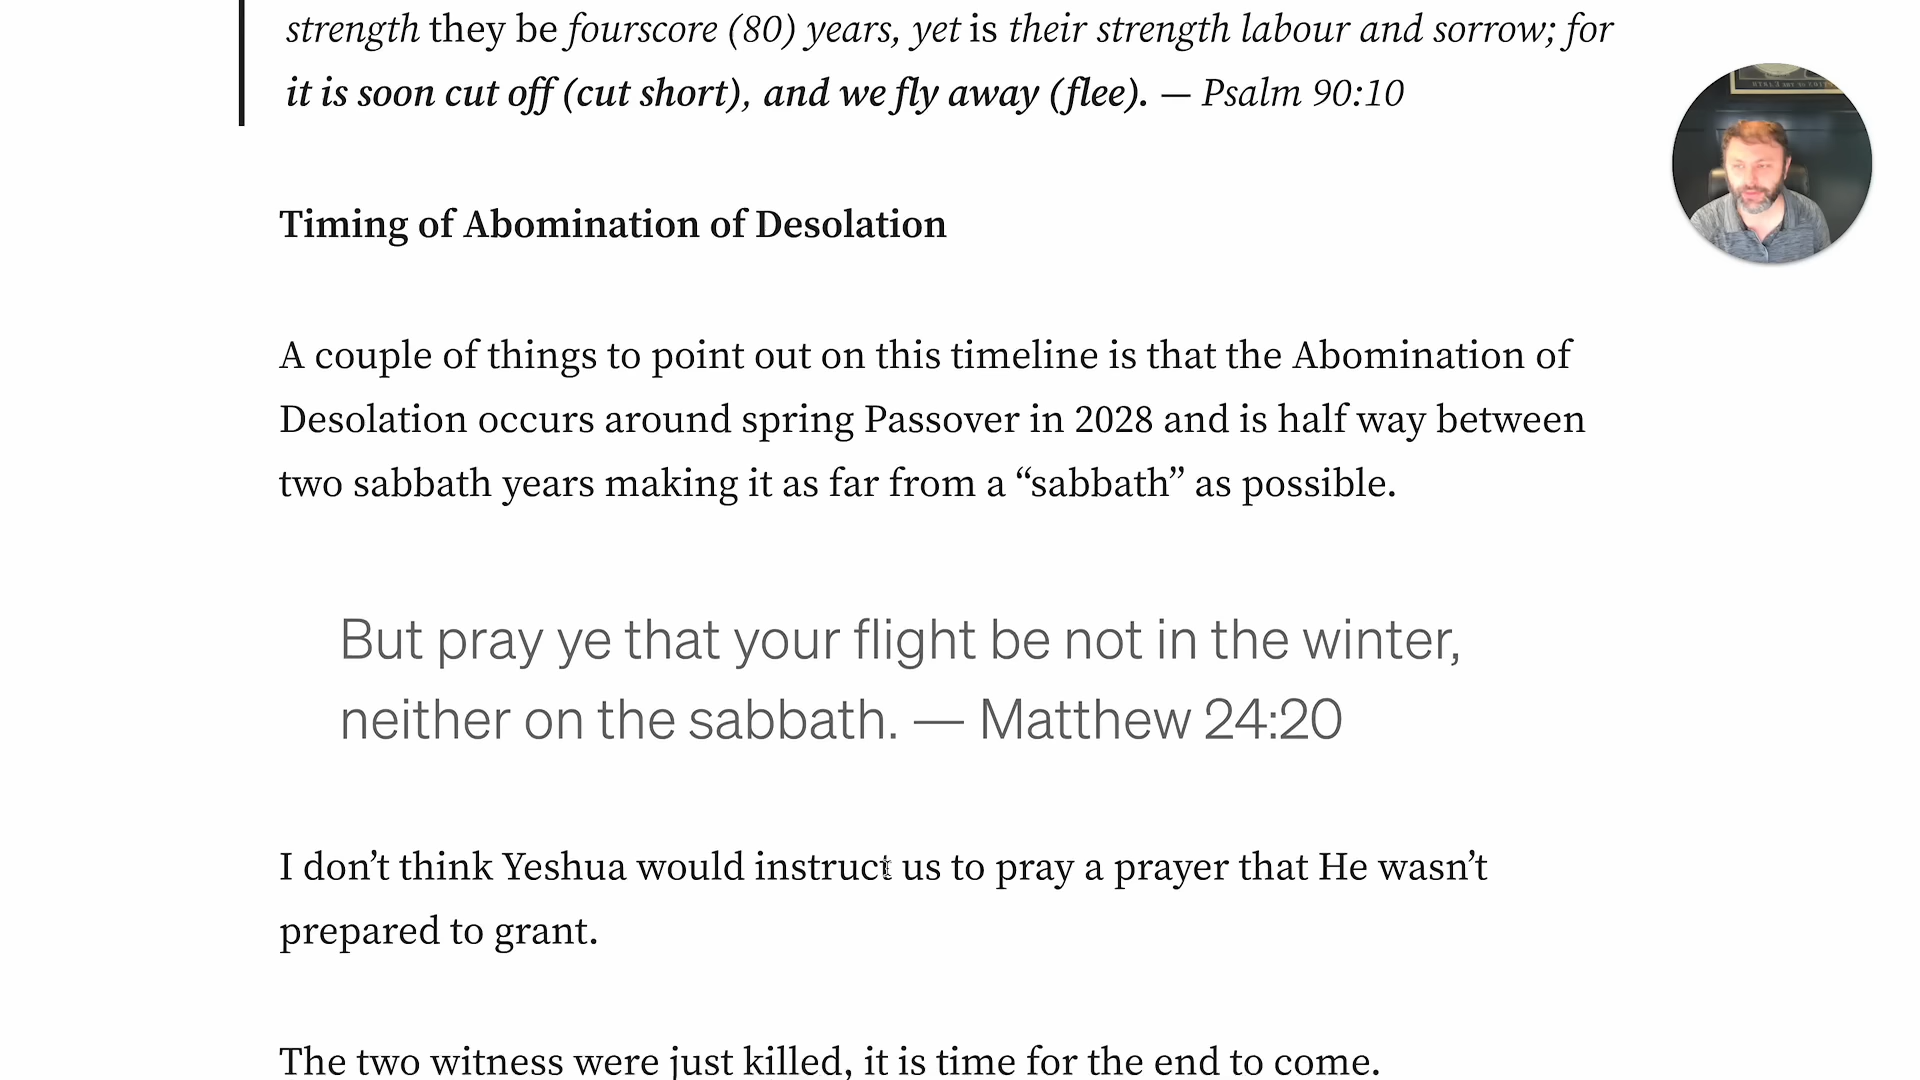 strength they be fourscore (80) years, yet is their strength labour and sorrow; for
it is soon cut off (cut short), and we fly away (flee). — Psalm 90:10
Timing of Abomination of Desolation
A couple of things to point out on this timeline is that the Abomination of
Desolation occurs around spring Passover in 2028 and is half way between
two sabbath years making it as far from a “sabbath” as possible.
But pray ye that your flight be not in the winter,
neither on the sabbath. — Matthew 24:20
I don’t think Yeshua would instruct us to pray a prayer that He wasn’t
prepared to grant.
The two witness were just killed, it is time for the end to come.